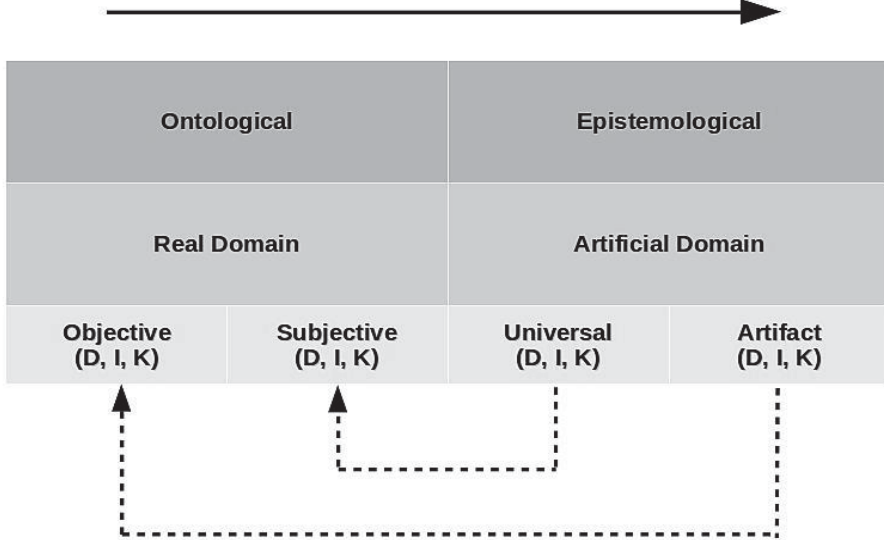 Ontological
Epistemological
Real Domain
Artificial Domain
Objective
(D, I, K)
Subjective
(D, I, K)
Universal
(D, I, K)
Artifact
(D, I, K)